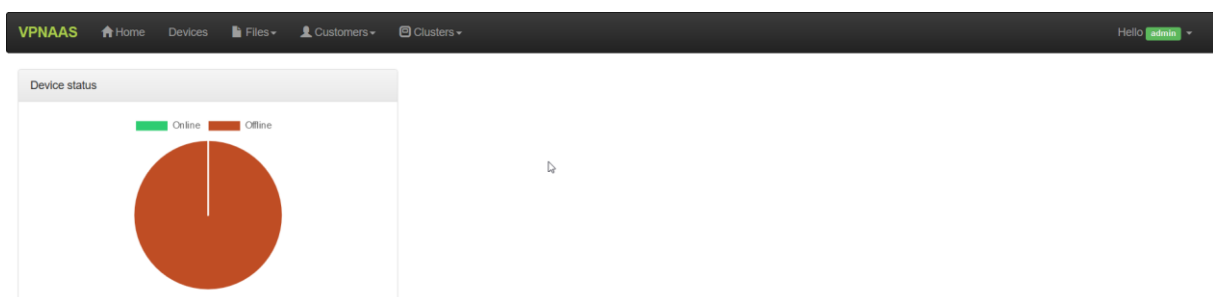 VPNAAS Home Devices Files Customers Clusters Hello admin
Device status
Online Offline